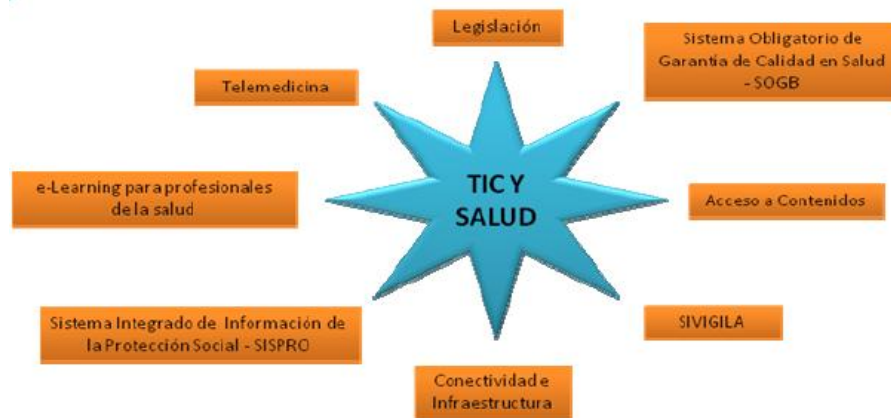 Legislación
Sistema Obligatorio de
Garantía de Calidad en Salud
- SOGB
Telemedicina
e-Learning para profesionales
de la salud
TIC Y
SALUD
Acceso a Contenidos
Sistema Integrado de Información de
la Protección Social - SISPRO
SIVIGILA
Conectividad e
Infraestructura